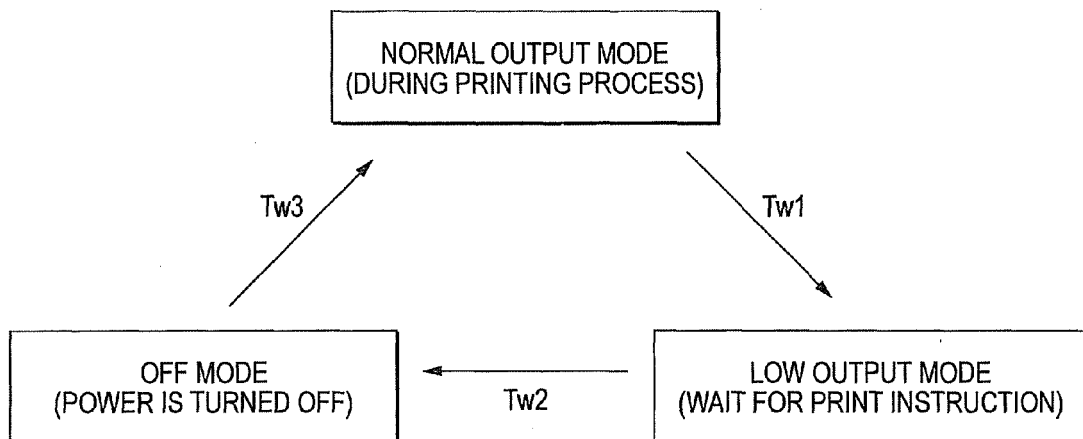 NORMAL OUTPUT MODE
(DURING PRINTING PROCESS)
Tw3
Tw1
OFF MODE
(POWER IS TURNED OFF)
Tw2
LOW OUTPUT MODE
(WAIT FOR PRINT INSTRUCTION)